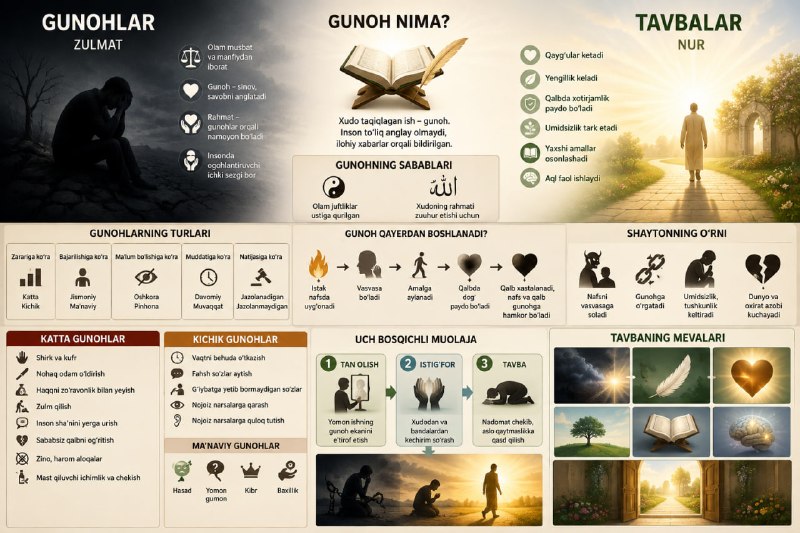 GUNOHLAR
ZULMAT
Olam musbat
va manfiydan
iborat
Gunoh – sinov,
savobni anglatadi
Rahmat –
gunohlar orqali
namoyon bo'ladi
Insonda
ogohlantiruvchi
ichki sezgi bor
GUNOH NIMA?
Xudo taqiqlagan ish – gunoh.
Inson to'liq anglay olmaydi,
ilohiy xabarlar orqali bildirilgan.
GUNOHNING SABABLARI
Olam juftliklar
ustiga qurilgan
الله
Xudoning rahmati
zuuhur etishi uchun
TAVBALAR
NUR
Qayg'ular ketadi
Yengillik keladi
Qalbda xotirjamlik
paydo bo'ladi
Umidsizlik tark etadi
Yaxshi amallar
osonlashadi
Aql faol ishlaydi
GUNOHLARNING TURLARI
Zarariga ko'ra
Katta
Kichik
Bajarilishiga ko'ra
Jismoniy
Ma'naviy
Ma'lum bo'lishiga ko'ra
Oshkora
Pinhona
Muddatiga ko'ra
Davomiy
Muvaqqat
Natijasiga ko'ra
Jazolanadigan
Jazolanmaydigan
GUNOH QAYERDAN BOSHLANADI?
Istak
nafsda
uyg'onadi
Vasvasa
bo'ladi
Amalga
aylanadi
Qalbda
dog'
paydo bo'ladi
Qalb xastalanadi,
nafs va qalb
gunohga
hamkor bo'ladi
SHAYTONNING O'RNI
Nafsni
vasvasaga
soladi
Gunohga
o'rgatadi
Umidsizlik,
tushkunlik
keltiradi
Dunyo va
oxirat azobi
kuchayadi
KATTA GUNOHLAR
Shirk va kufr
Nohaq odam o'ldirish
Haqqni zo'ravonlik bilan yeyish
Zulm qilish
Inson sha'nini yerga urish
Sababsiz qalbni og'ritish
Zino, harom aloqalar
Mast qiluvchi ichimlik va chekish
KICHIK GUNOHLAR
Vaqtni behuda o'tkazish
Fahsh so'zlar aytish
G'iybatga yetib bormaydigan so'zlar
Nojoiz narsalarga qarash
Nojoiz narsalarga quloq tutish
MA'NAVIY GUNOHLAR
Hasad
Yomon
gumon
Kibr
Baxillik
UCH BOSQICHLI MUOLAJA
1 TAN OLISH
Yomon ishning
gunoh ekanini
e'tirof etish
2 ISTIG'FOR
Xudodan va
bandalardan
kechirim so'rash
3 TAVBA
Nadomat chekib,
aslo qaytmaslikka
qasd qilish
TAVBANING MEVALARI